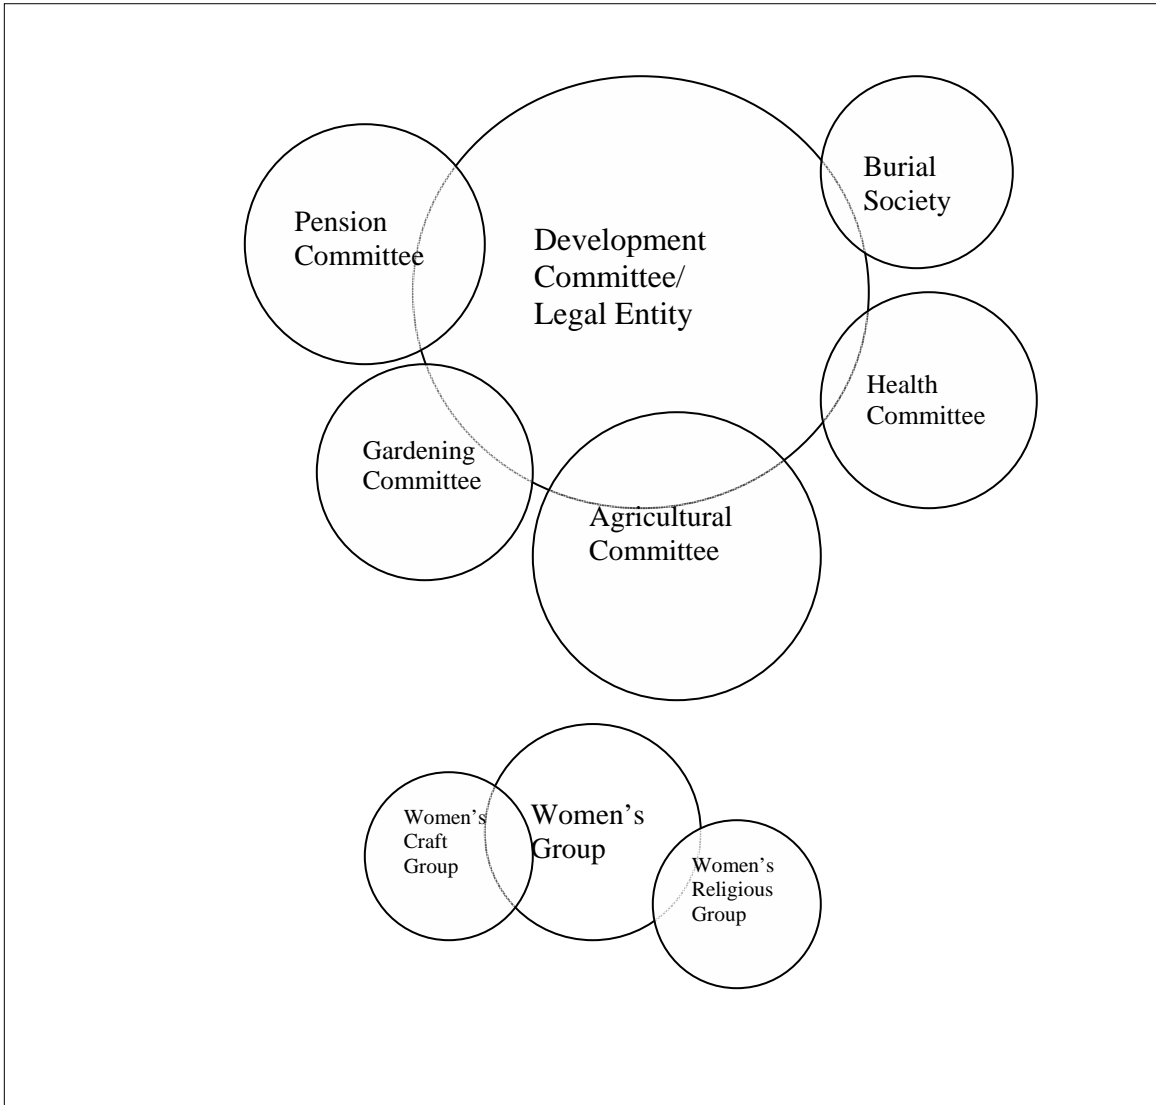 Pension
Committee
Development
Committee/
Legal Entity
Burial
Society
Health
Committee
Gardening
Committee
Agricultural
Committee
Women’s
Craft
Group
Women’s
Group
Women’s
Religious
Group